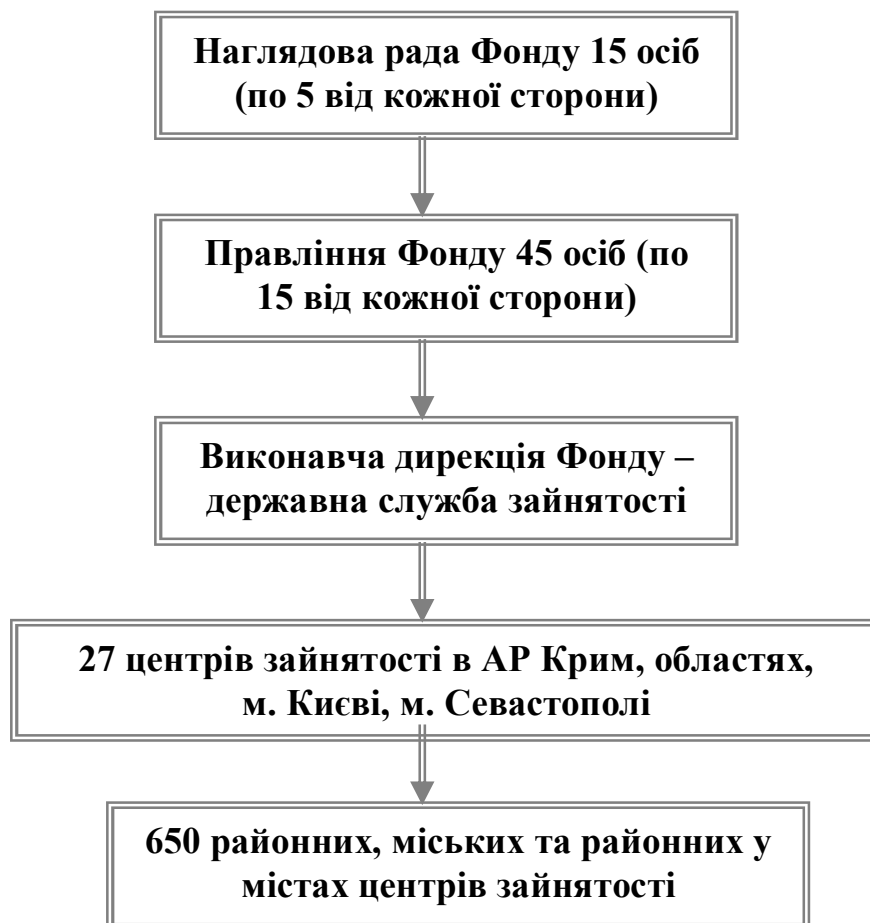 Наглядова рада Фонду 15 осіб
(по 5 від кожної сторони)
Правління Фонду 45 осіб (по
15 від кожної сторони)
Виконавча дирекція Фонду –
державна служба зайнятості
27 центрів зайнятості в АР Крим, областях,
м. Києві, м. Севастополі
650 районних, міських та районних у
містах центрів зайнятості